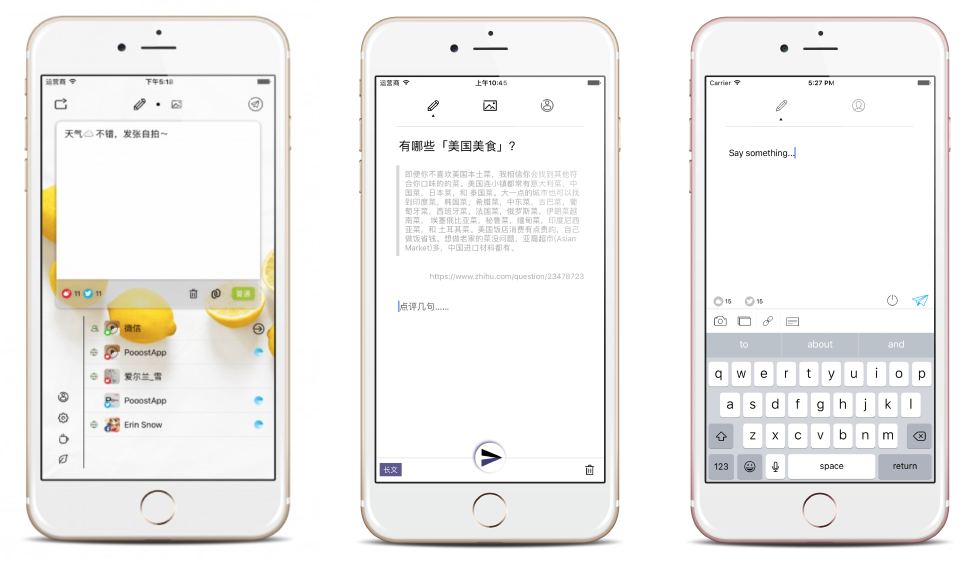 运营商 下午5:18
天气☁️不错，发张自拍～
11 11 普通
微信
PooostApp
爱尔兰_雪
PooostApp
Erin Snow
运营商 上午10:45
有哪些「美国美食」？
即便你不喜欢美国本土菜，我相信你会找到其他符
合你口味的的菜。美国连小镇都常有意大利菜，中
国菜，日本菜，和 泰国菜。大一点的城市也可以找
到印度菜，韩国菜，希腊菜，中东菜，古巴菜，葡
萄牙菜，西班牙菜，法国菜，俄罗斯菜，伊朗菜越
南菜， 埃塞俄比亚菜，秘鲁菜，缅甸菜，印度尼西
亚菜，和 土耳其菜。美国饭店消费有点贵的，自己
做饭省钱。想做老家的菜没问题，亚裔超市(Asian
Market)多，中国进口材料都有。
https://www.zhihu.com/question/23478723
点评几句......
长文
Carrier 5:27 PM
Say something...
15 15
to about and
q w e r t y u i o p
a s d f g h j k l
z x c v b n m
123 space return